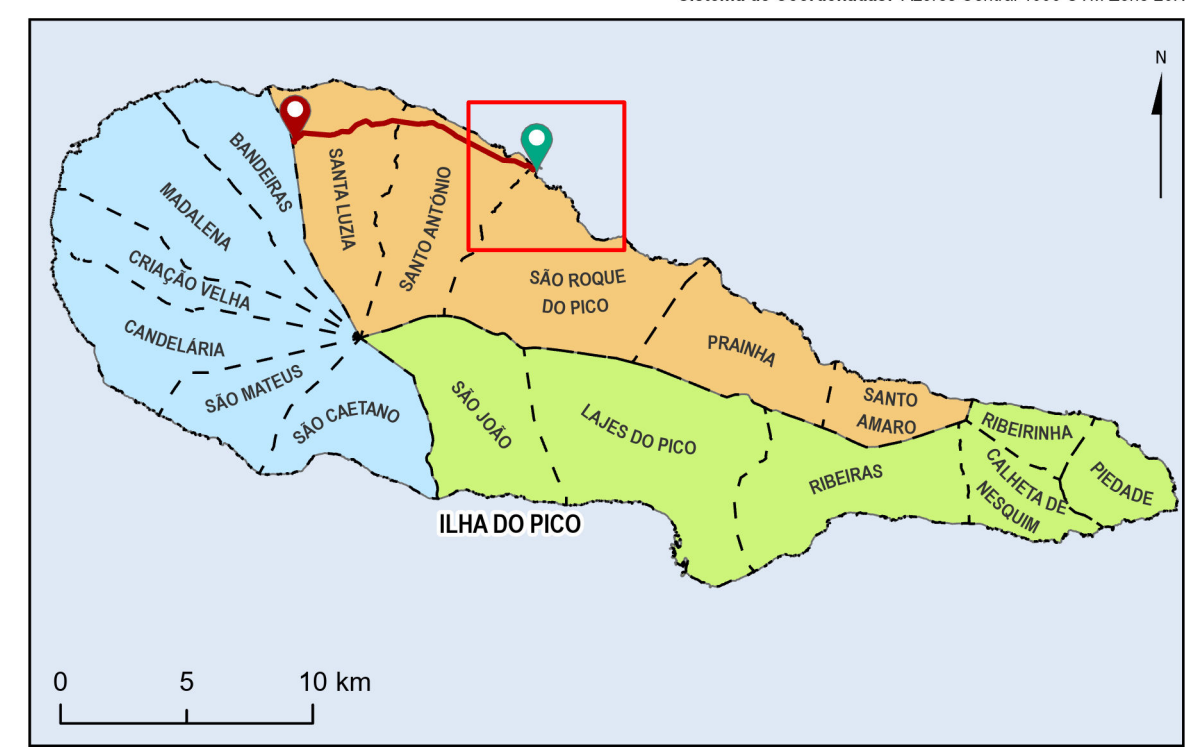 N
BANDEIRAS
MADALENA
SANTA LUZIA
SANTO ANTÓNIO
CRIAÇÃO VELHA
SÃO ROQUE
DO PICO
CANDELÁRIA
PRAINHA
SÃO MATEUS
SÃO CAETANO
SÃO JOÃO
LAJES DO PICO
SANTO
AMARO
RIBEIRINHA
RIBEIRAS
CALHETA DE
NESQUIM
PIEDADE
ILHA DO PICO
0 5 10 km